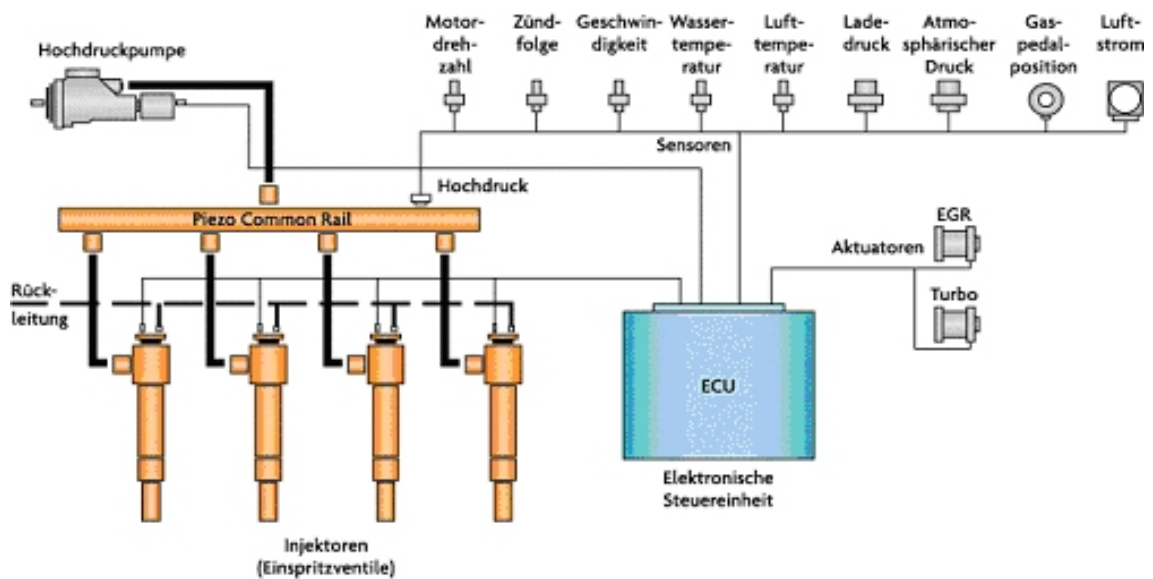 Hochdruckpumpe
Motor-
dreh-
zahl
Zünd-
folge
Geschwin-
digkeit
Wasser-
tempe-
ratur
Luft-
tempe-
ratur
Lade-
druck
Atmo-
sphärischer
Druck
Gas-
pedal-
position
Luft-
strom
Sensoren
Hochdruck
Piezo Common Rail
EGR
Aktuatoren
Turbo
Rück-
leitung
ECU
Elektronische
Steuereinheit
Injektoren
(Einspritzventile)